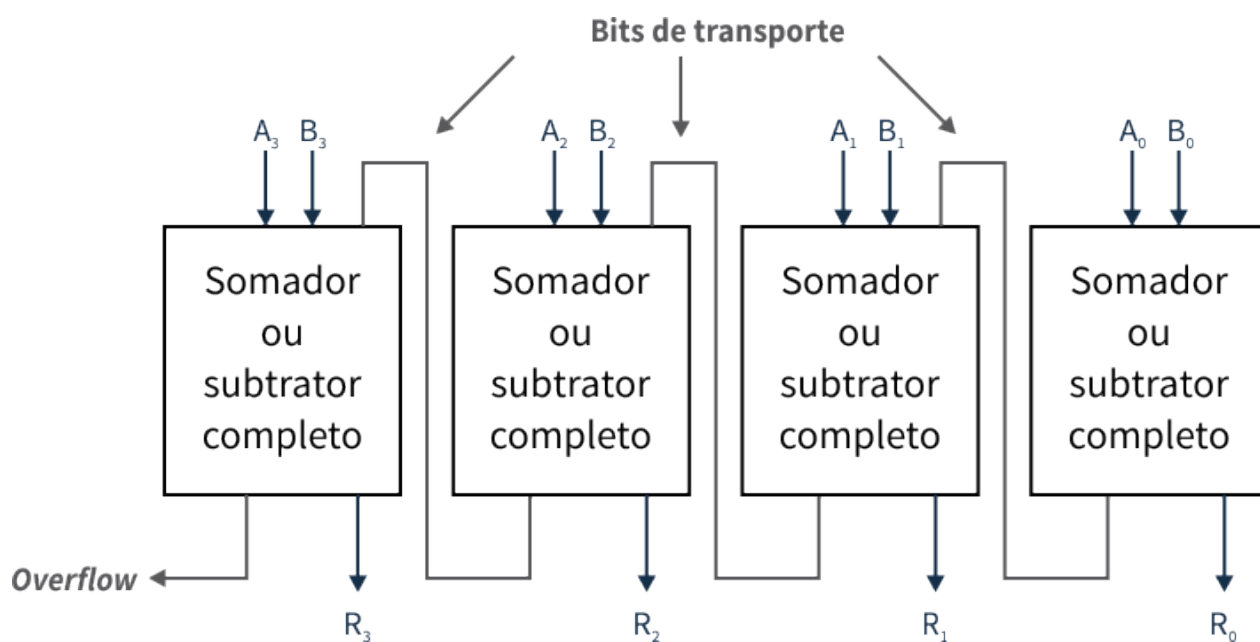 Bits de transporte
A₃ B₃ A₂ B₂ A₁ B₁ A₀ B₀
Somador Somador Somador Somador
ou ou ou ou
subtrator subtrator subtrator subtrator
completo completo completo completo
Overflow
R₃ R₂ R₁ R₀